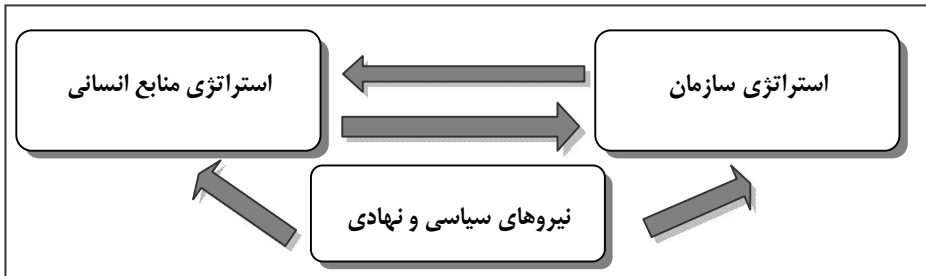 استراتژی سازمان
استراتژی منابع انسانی
نیروهای سیاسی و نهادی